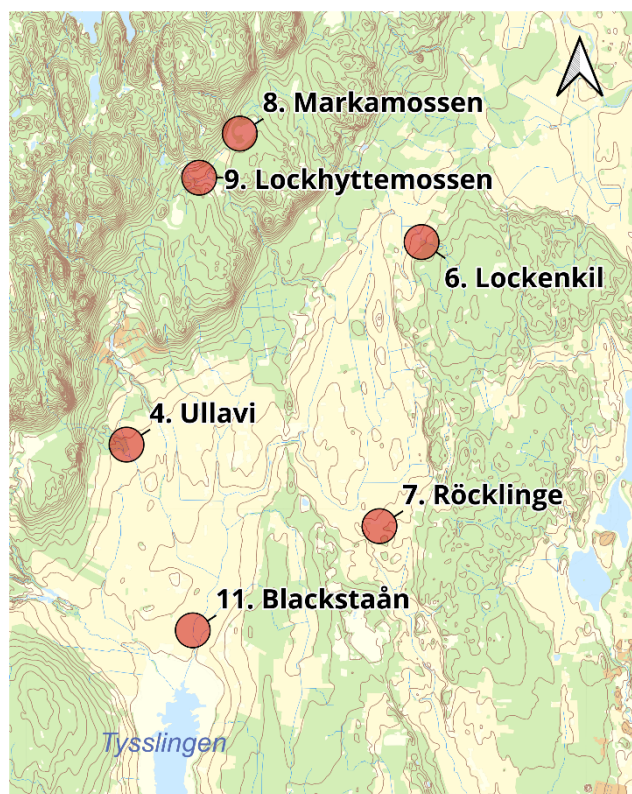 8. Markamossen
9. Lockhyttemossen
6. Lockenkil
4. Ullavi
7. Röcklinge
11. Blackstaån
Tysslingen